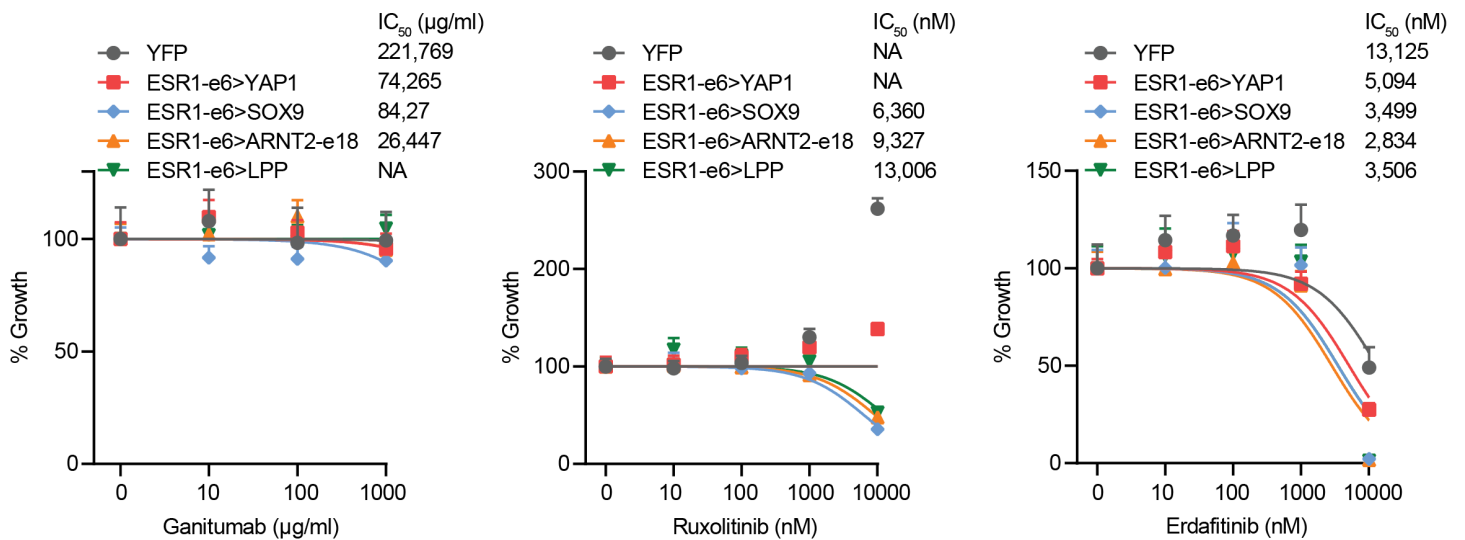 IC50 (µg/ml)
YFP 221,769
ESR1-e6>YAP1 74,265
ESR1-e6>SOX9 84,27
ESR1-e6>ARNT2-e18 26,447
ESR1-e6>LPP NA
100
50
0
% Growth
0 10 100 1000
Ganitumab (µg/ml)
IC50 (nM)
YFP NA
ESR1-e6>YAP1 NA
ESR1-e6>SOX9 6,360
ESR1-e6>ARNT2-e18 9,327
ESR1-e6>LPP 13,006
300
200
100
0
% Growth
0 10 100 1000 10000
Ruxolitinib (nM)
IC50 (nM)
YFP 13,125
ESR1-e6>YAP1 5,094
ESR1-e6>SOX9 3,499
ESR1-e6>ARNT2-e18 2,834
ESR1-e6>LPP 3,506
150
100
50
0
% Growth
0 10 100 1000 10000
Erdafitinib (nM)